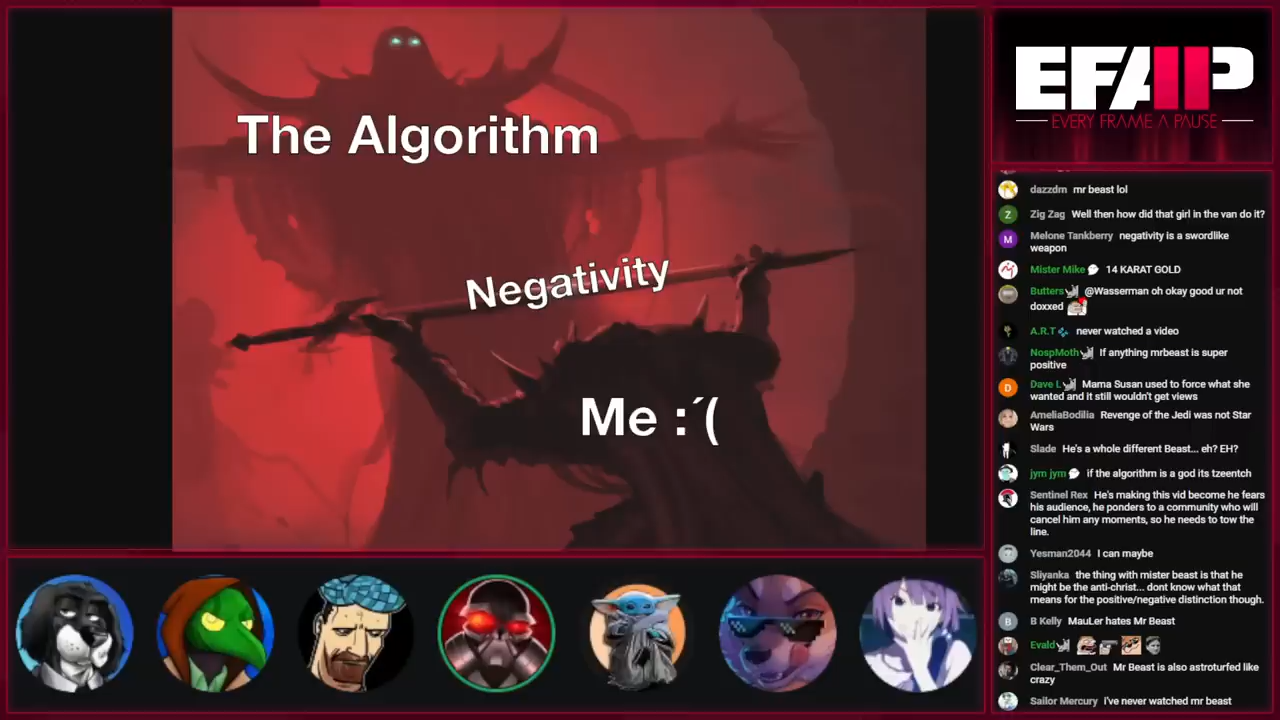 The Algorithm
Negativity
Me :´(
EFAP
EVERY FRAME A PAUSE
dazzdrn mr beast lol
Z
Zig Zag Well then how did that girl in the van do it?
M
Melone Tankberry negativity is a swordlike
weapon
Mister Mike 14 KARAT GOLD
Butters @Wasserman oh okay good ur not
doxxed
A.R.T never watched a video
NospMoth If anything mrbeast is super
positive
D
Dave L Mama Susan used to force what she
wanted and it still wouldn't get views
AmeliaBodilia Revenge of the Jedi was not Star
Wars
Slade He's a whole different Beast... eh? EH?
jym jym if the algorithm is a god its tzeentch
Sentinel Rex He's making this vid become he fears
his audience, he ponders to a community who will
cancel him any moments, so he needs to tow the
line.
Yesman2044 I can maybe
Sliyanka the thing with mister beast is that he
might be the anti-christ... dont know what that
means for the positive/negative distinction though.
B
B Kelly MauLer hates Mr Beast
Evald
Clear_Them_Out Mr Beast is also astroturfed like
crazy
Sailor Mercury I've never watched mr beast